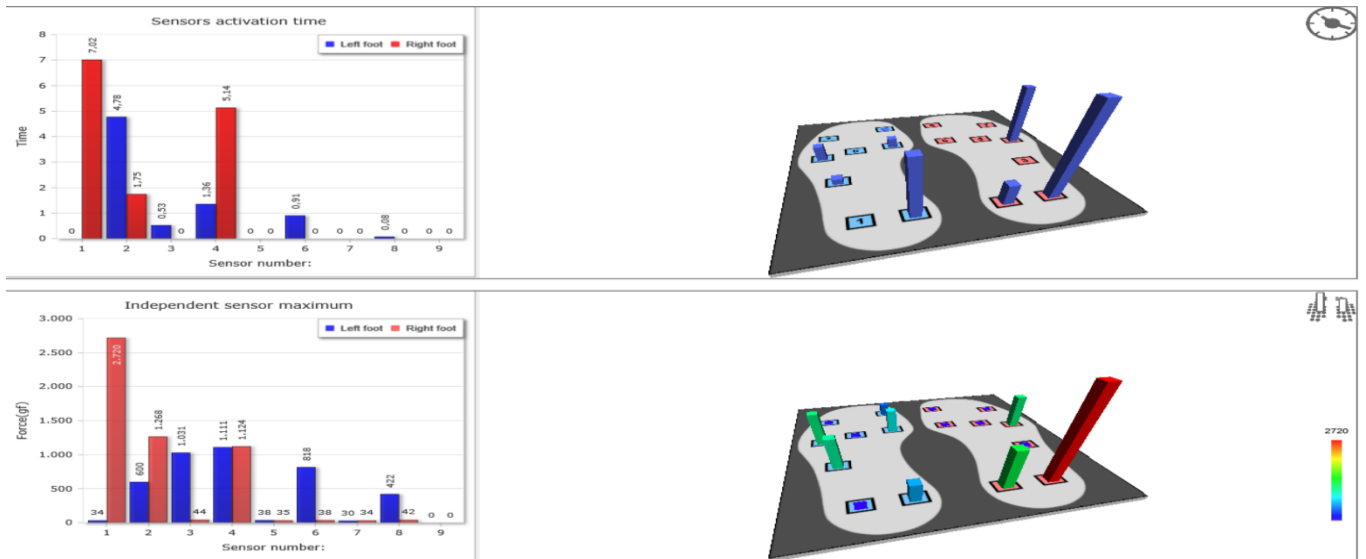 Sensors activation time
8
7
6
5
4
3
2
1
0
Time
Left foot Right foot
0 7,02 4,78 1,75 0,53 0 1,36 5,14 0 0 0,91 0 0 0 0,08 0 0 0
1 2 3 4 5 6 7 8 9
Sensor number:
1
Independent sensor maximum
3.000
2.500
2.000
1.500
1.000
500
0
Force(gf)
Left foot Right foot
34 2.720 600 1.268 1.031 44 1.111 1.124 38 35 818 38 30 34 422 42 0 0
1 2 3 4 5 6 7 8 9
Sensor number:
2720